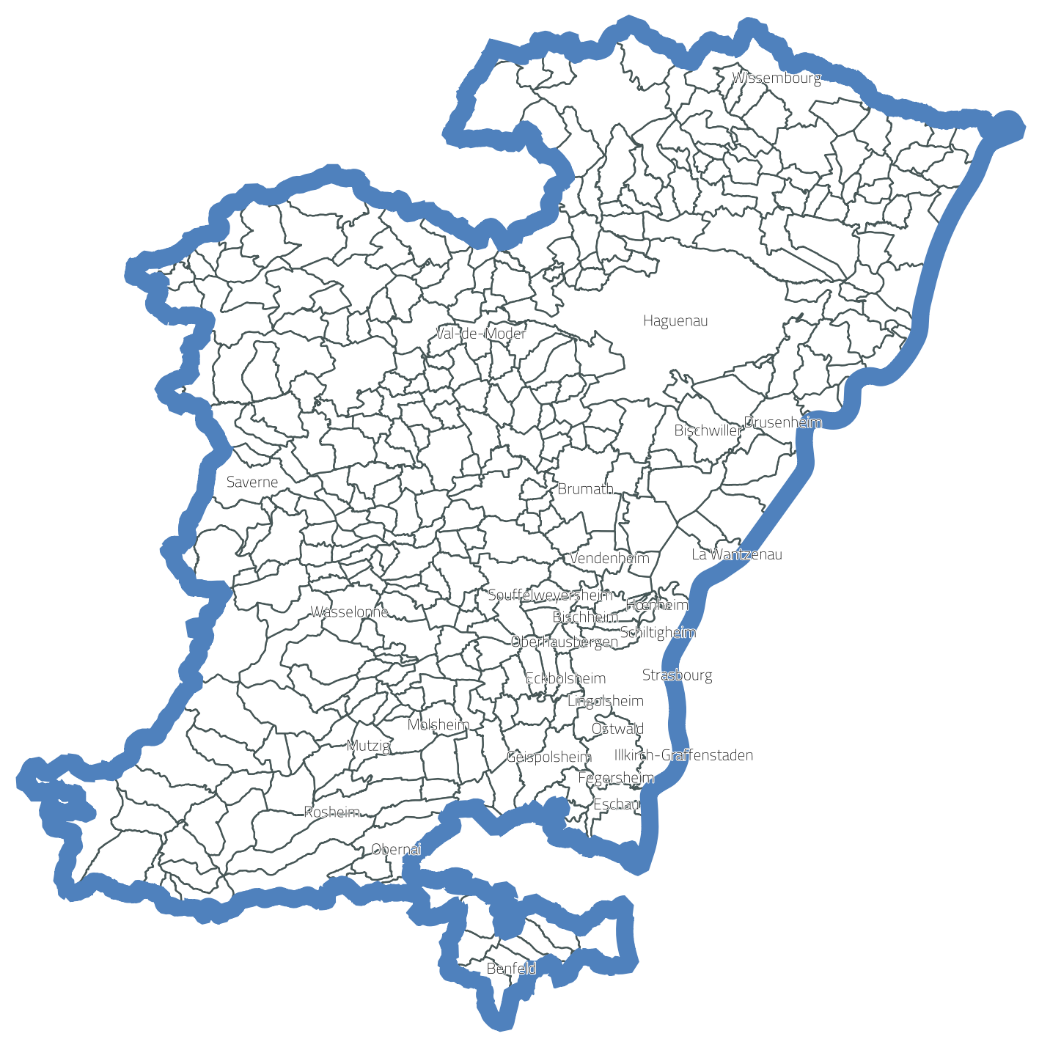 Wissembourg
Haguenau
Val-de-Moder
Drusenheim
Bischwiller
Saverne
Brumath
La Wantzenau
Vendenheim
Souffelweyersheim
Hœnheim
Wasselonne
Bischheim
Schiltigheim
Oberhausbergen
Strasbourg
Eckbolsheim
Lingolsheim
Molsheim
Ostwald
Mutzig
Geispolsheim
Illkirch-Graffenstaden
Fegersheim
Eschau
Rosheim
Obernai
Benfeld